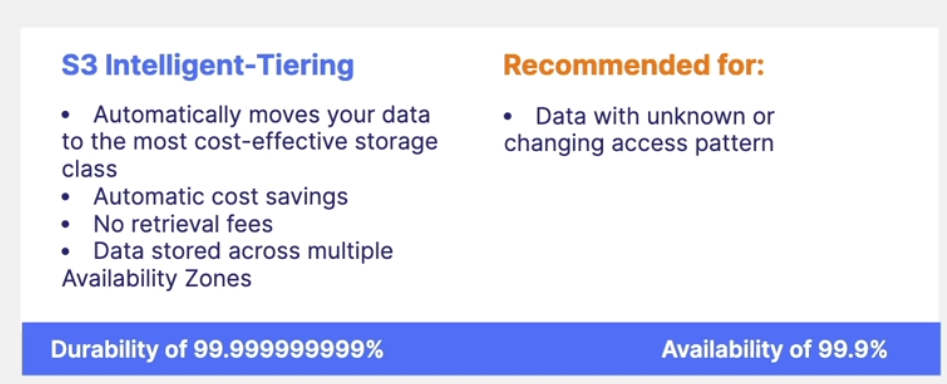 S3 Intelligent-Tiering
• Automatically moves your data
to the most cost-effective storage
class
• Automatic cost savings
• No retrieval fees
• Data stored across multiple
Availability Zones
Recommended for:
• Data with unknown or
changing access pattern
Durability of 99.999999999%
Availability of 99.9%